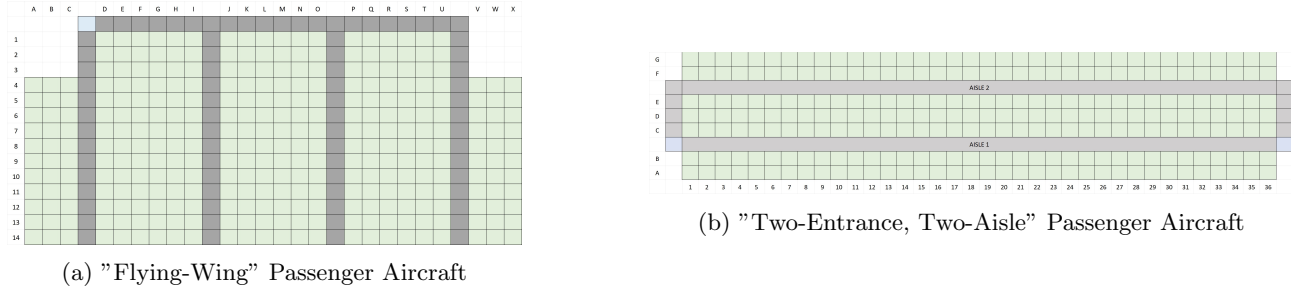 A B C D E F G H I J K L M N O P Q R S T U V W X
1
2
3
4
5
6
7
8
9
10
11
12
13
14
(a) ”Flying-Wing” Passenger Aircraft
G
F
AISLE 2
E
D
C
AISLE 1
B
A
1 2 3 4 5 6 7 8 9 10 11 12 13 14 15 16 17 18 19 20 21 22 23 24 25 26 27 28 29 30 31 32 33 34 35 36
(b) ”Two-Entrance, Two-Aisle” Passenger Aircraft